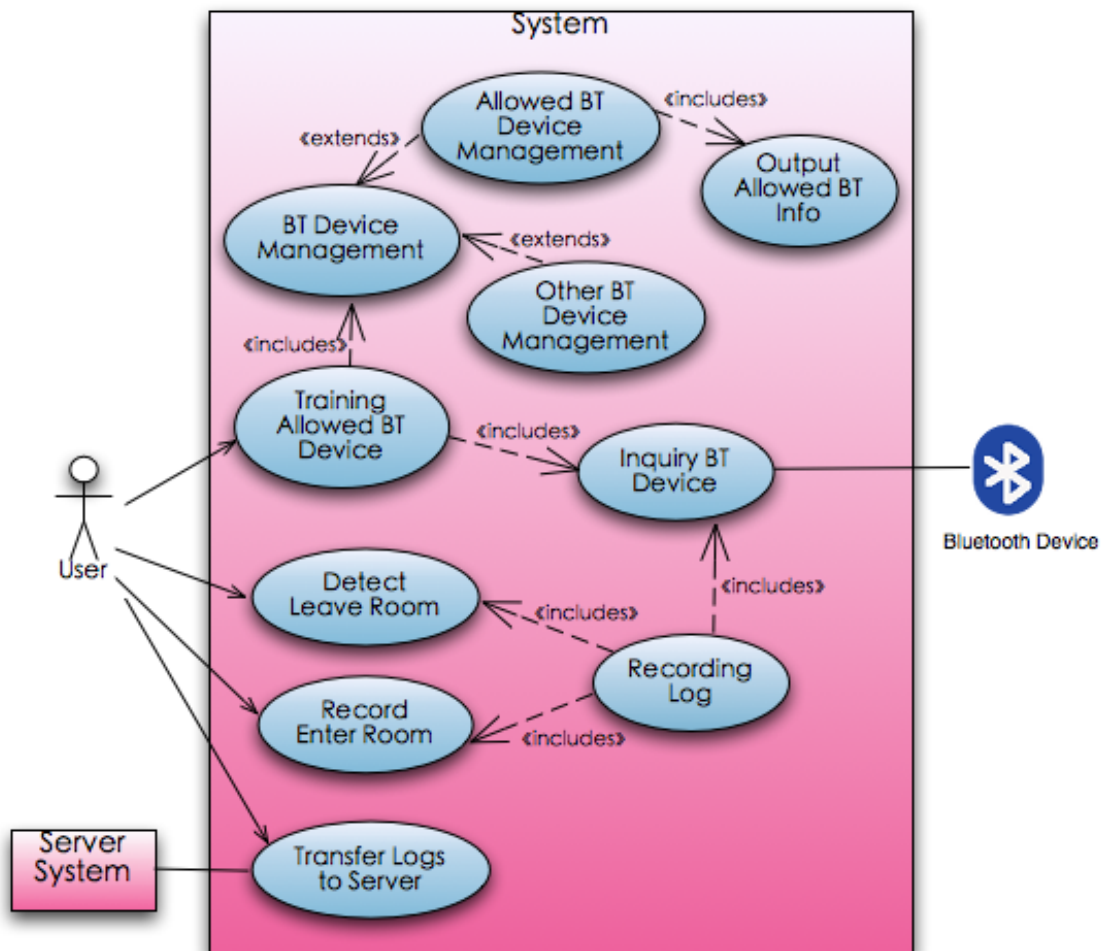 System
Allowed BT
Device
Management
«includes»
«extends»
Output
Allowed BT
Info
BT Device
Management
«extends»
Other BT
Device
Management
«includes»
Training
Allowed BT
Device
«includes»
Inquiry BT
Device
Bluetooth Device
User
Detect
Leave Room
«includes»
«includes»
Recording
Log
Record
Enter Room
«includes»
Server
System
Transfer Logs
to Server